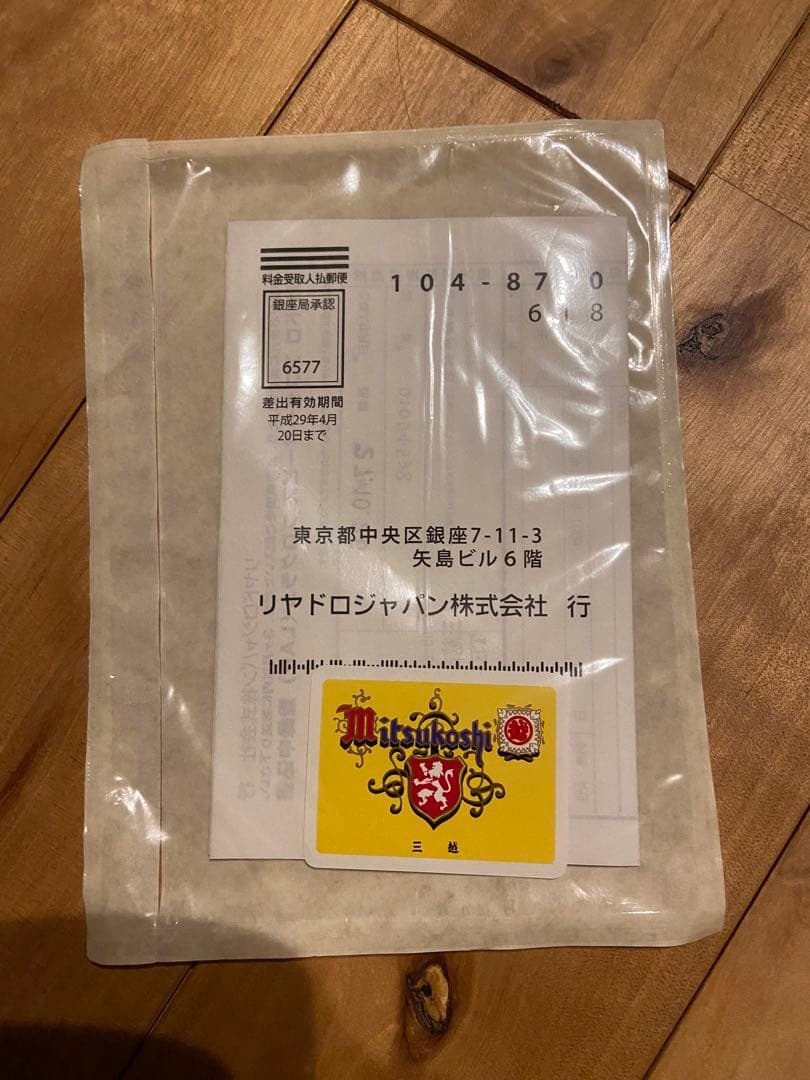 料金受取人払郵便
銀座局承認
6577
差出有効期間
平成29年4月
20日まで
618
東京都中央区銀座7-11-3
矢島ビル６階
リヤドロジャパン株式会社 行
Mitsukoshi
三 越